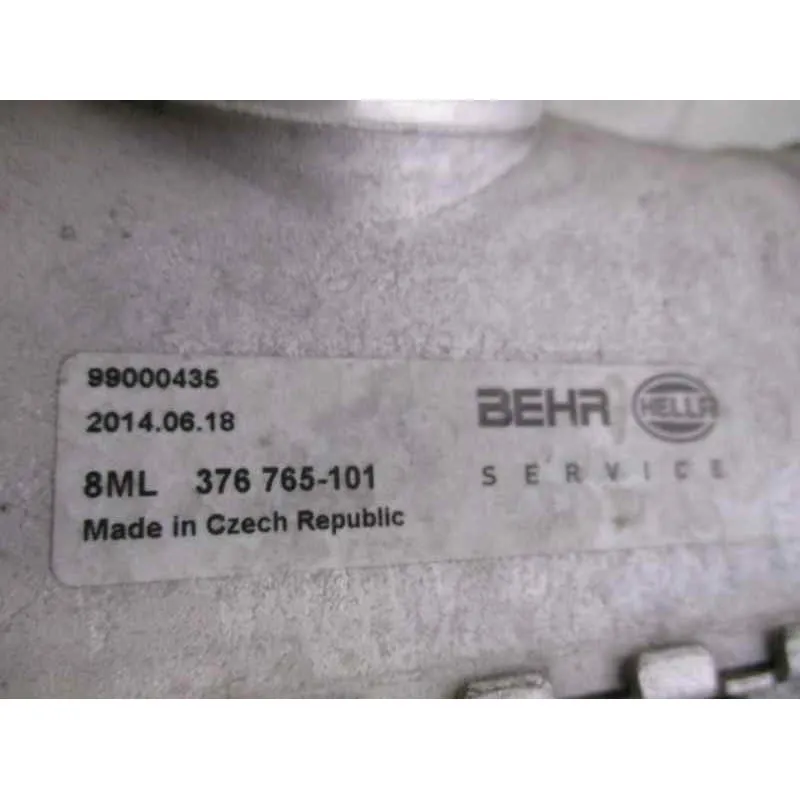 99000435
2014.06.18
8ML 376 765-101
Made in Czech Republic
BEHR HELLA
SERVICE